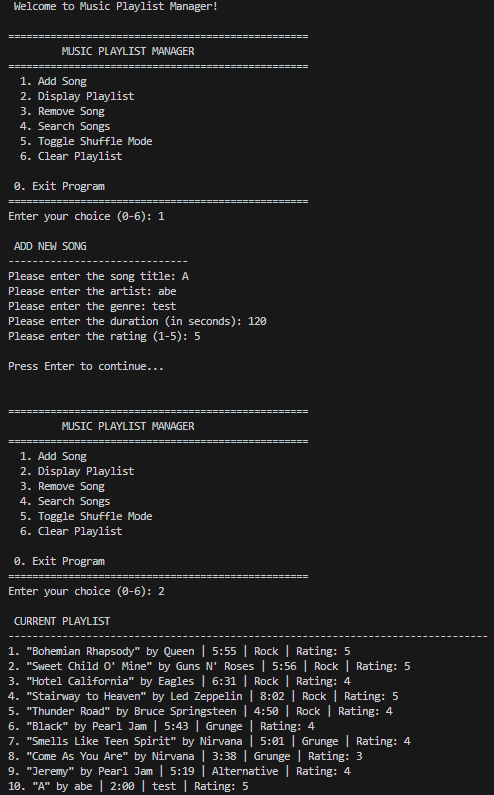 Welcome to Music Playlist Manager!
==================================================
MUSIC PLAYLIST MANAGER
==================================================
1. Add Song
2. Display Playlist
3. Remove Song
4. Search Songs
5. Toggle Shuffle Mode
6. Clear Playlist
0. Exit Program
==================================================
Enter your choice (0-6): 1
ADD NEW SONG
------------------------------
Please enter the song title: A
Please enter the artist: abe
Please enter the genre: test
Please enter the duration (in seconds): 120
Please enter the rating (1-5): 5
Press Enter to continue...
==================================================
MUSIC PLAYLIST MANAGER
==================================================
1. Add Song
2. Display Playlist
3. Remove Song
4. Search Songs
5. Toggle Shuffle Mode
6. Clear Playlist
0. Exit Program
==================================================
Enter your choice (0-6): 2
CURRENT PLAYLIST
--------------------------------------------------------------------------------
1. "Bohemian Rhapsody" by Queen | 5:55 | Rock | Rating: 5
2. "Sweet Child O' Mine" by Guns N' Roses | 5:56 | Rock | Rating: 5
3. "Hotel California" by Eagles | 6:31 | Rock | Rating: 4
4. "Stairway to Heaven" by Led Zeppelin | 8:02 | Rock | Rating: 5
5. "Thunder Road" by Bruce Springsteen | 4:50 | Rock | Rating: 4
6. "Black" by Pearl Jam | 5:43 | Grunge | Rating: 4
7. "Smells Like Teen Spirit" by Nirvana | 5:01 | Grunge | Rating: 4
8. "Come As You Are" by Nirvana | 3:38 | Grunge | Rating: 3
9. "Jeremy" by Pearl Jam | 5:19 | Alternative | Rating: 4
10. "A" by abe | 2:00 | test | Rating: 5